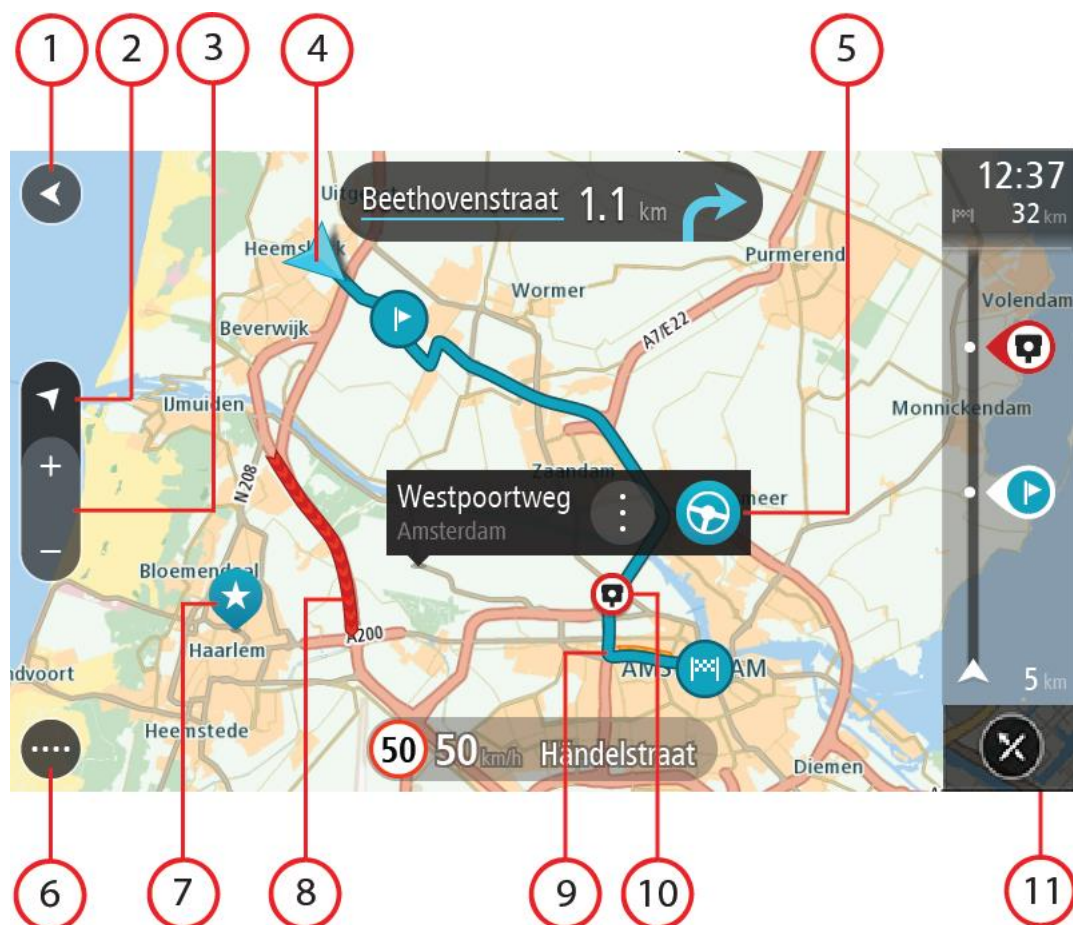 1 2 3 4 5
Beethovenstraat 1.1 km
12:37
32 km
Purmerend
Wormer
Volendam
Beverwijk
A7/E22
IJmuiden
Monnickendam
+
N208
Zaandam
Westpoortweg
Amsterdam
−
Bloemendaal
A200
Haarlem
5 km
Heemstede
50 50 km/h Händelstraat
Diemen
6 7 8 9 10 11